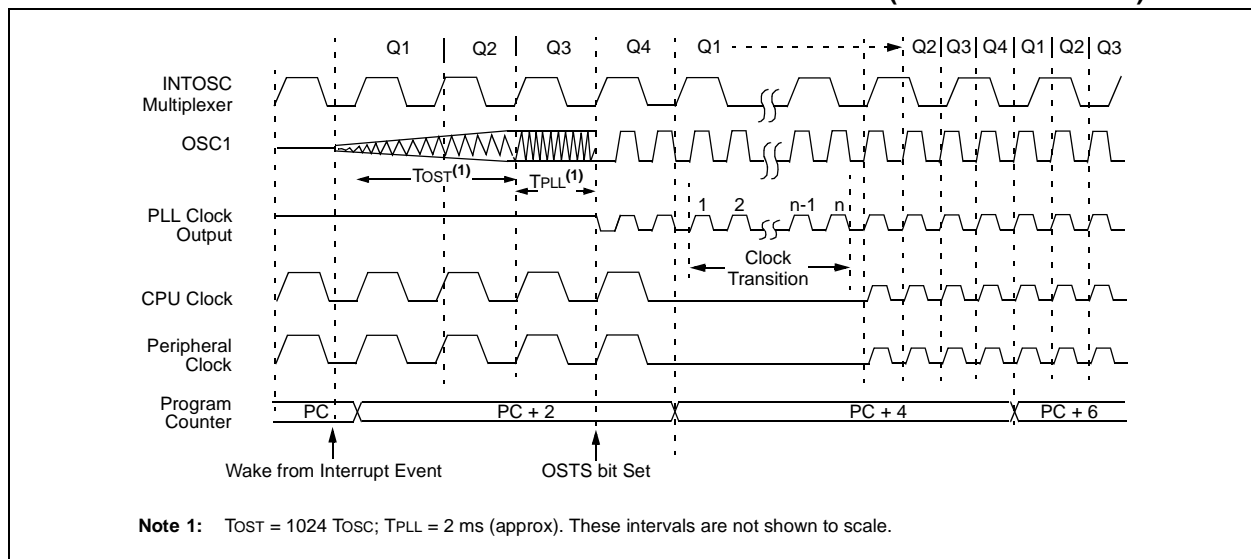 Q1 Q2 Q3 Q4 Q1 Q2 Q3 Q4 Q1 Q2 Q3
INTOSC
Multiplexer
OSC1
TOST(1)
TPLL(1)
PLL Clock
Output
1 2 n-1 n
Clock
Transition
CPU Clock
Peripheral
Clock
Program
Counter
PC PC + 2 PC + 4 PC + 6
Wake from Interrupt Event OSTS bit Set
Note 1: TOST = 1024 TOSC; TPLL = 2 ms (approx). These intervals are not shown to scale.